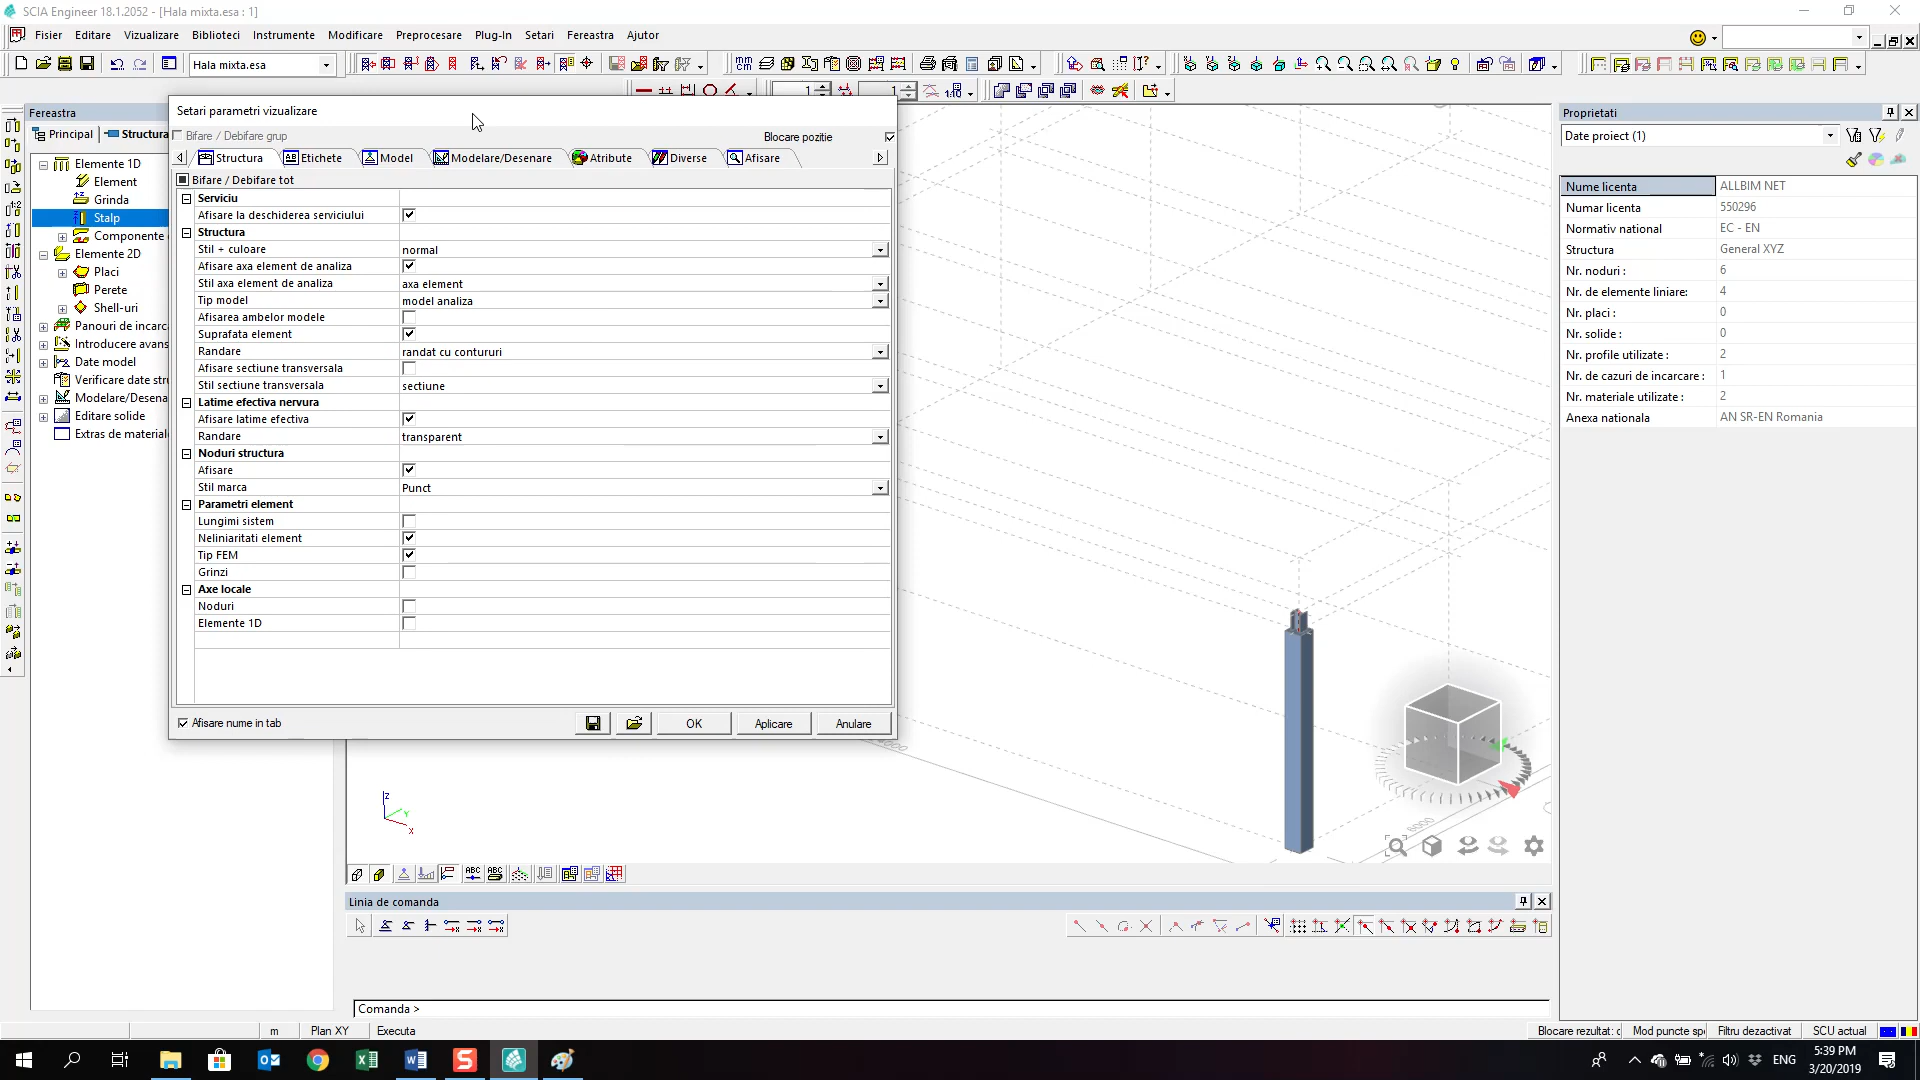 SCIA Engineer 18.1.2052 - [Hala mixta.esa : 1]
Fisier Editare Vizualizare Biblioteci Instrumente Modificare Preprocesare Plug-In Setari Fereastra Ajutor
Hala mixta.esa
Fereastra
Principal
Structura
Elemente 1D
Element
Grinda
Stalp
Componente
Elemente 2D
Placi
Perete
Shell-uri
Panouri de incarc
Introducere avans
Date model
Verificare date str
Modelare/Desena
Editare solide
Extras de material
Setari parametri vizualizare
Bifare / Debifare grup
Blocare pozitie
Structura Etichete Model Modelare/Desenare Atribute Diverse Afisare
Bifare / Debifare tot
Serviciu
Afisare la deschiderea serviciului
Structura
Stil + culoare normal
Afisare axa element de analiza
Stil axa element de analiza axa element
Tip model model analiza
Afisarea ambelor modele
Suprafata element
Randare randat cu contururi
Afisare sectiune transversala
Stil sectiune transversala sectiune
Latime efectiva nervura
Afisare latime efectiva
Randare transparent
Noduri structura
Afisare
Stil marca Punct
Parametri element
Lungimi sistem
Neliniaritati element
Tip FEM
Grinzi
Axe locale
Noduri
Elemente 1D
Afisare nume in tab
OK Aplicare Anulare
6000
Z
Y
X
Proprietati
Date proiect (1)
Nume licenta ALLBIM NET
Numar licenta 550296
Normativ national EC - EN
Structura General XYZ
Nr. noduri : 6
Nr. de elemente liniare: 4
Nr. placi : 0
Nr. solide : 0
Nr. profile utilizate : 2
Nr. de cazuri de incarcare : 1
Nr. materiale utilizate : 2
Anexa nationala AN SR-EN Romania
Linia de comanda
Comanda >
m Plan XY Executa
Blocare rezultat: c Mod puncte sp Filtru dezactivat SCU actual
ENG
5:39 PM
3/20/2019